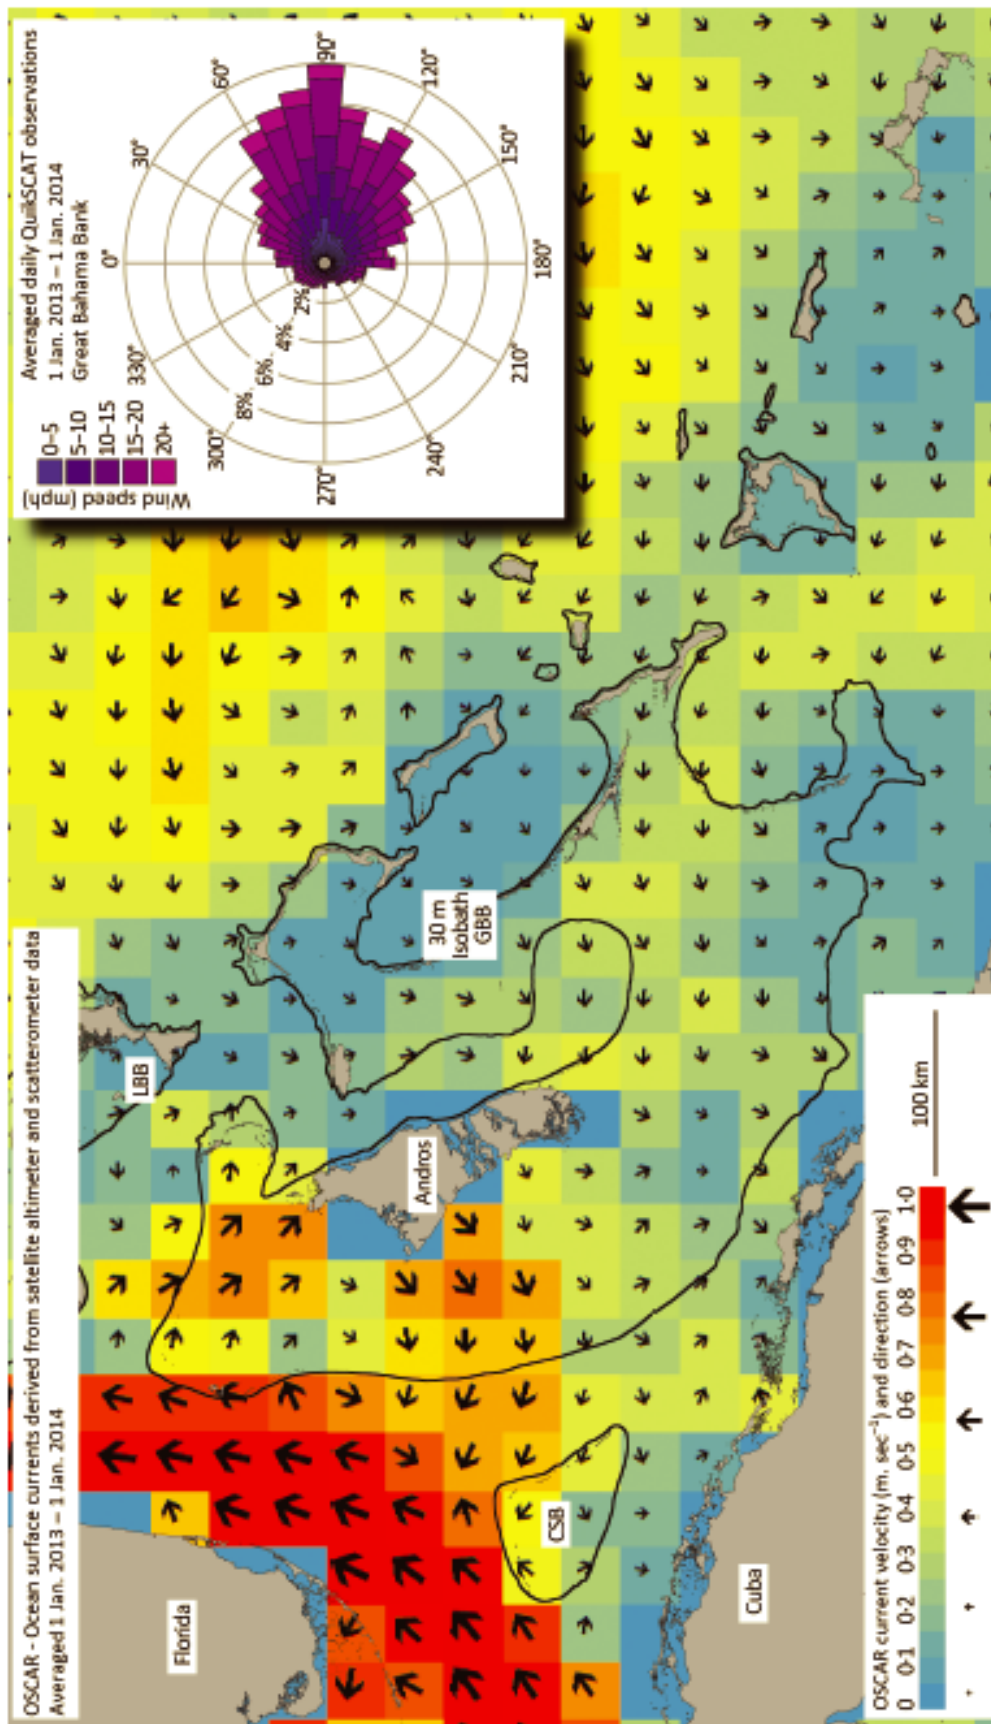 OSCAR - Ocean surface currents derived from satellite altimeter and scatterometer data
Averaged 1 Jan. 2013 – 1 Jan. 2014
Wind speed (mph)
0–5
5–10
10–15
15–20
20+
Averaged daily QuikSCAT observations
1 Jan. 2013 – 1 Jan. 2014
Great Bahama Bank
0°
30°
60°
90°
120°
150°
180°
210°
240°
270°
300°
330°
2%
4%
6%
8%
Florida
LBB
Andros
30 m
Isobath
GBB
CSB
Cuba
OSCAR current velocity (m. sec⁻¹) and direction (arrows)
0 0·1 0·2 0·3 0·4 0·5 0·6 0·7 0·8 0·9 1·0
100 km